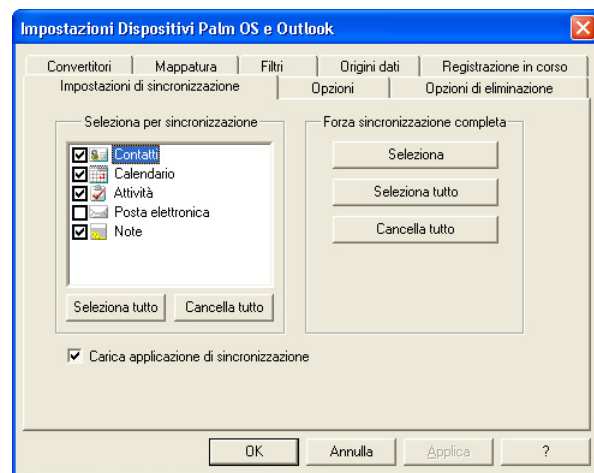 Impostazioni Dispositivi Palm OS e Outlook
Convertitori Mappatura Filtri Origini dati Registrazione in corso
Impostazioni di sincronizzazione Opzioni Opzioni di eliminazione
Seleziona per sincronizzazione
Contatti
Calendario
Attività
Posta elettronica
Note
Seleziona tutto Cancella tutto
Forza sincronizzazione completa
Seleziona
Seleziona tutto
Cancella tutto
Carica applicazione di sincronizzazione
OK Annulla Applica ?